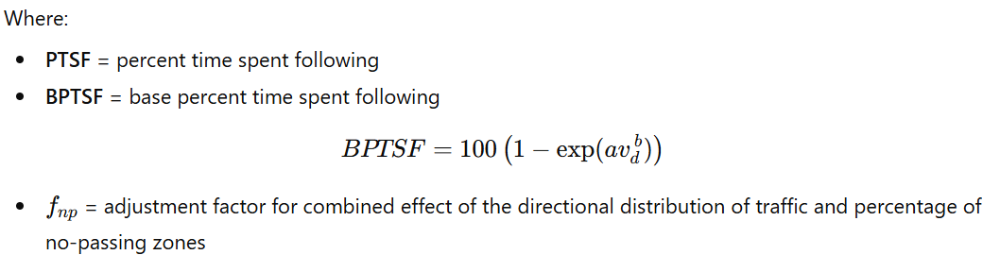 Where:
• PTSF = percent time spent following
• BPTSF = base percent time spent following
BPTSF = 100 (1 − exp(av_d^b))
• f_np = adjustment factor for combined effect of the directional distribution of traffic and percentage of
no-passing zones